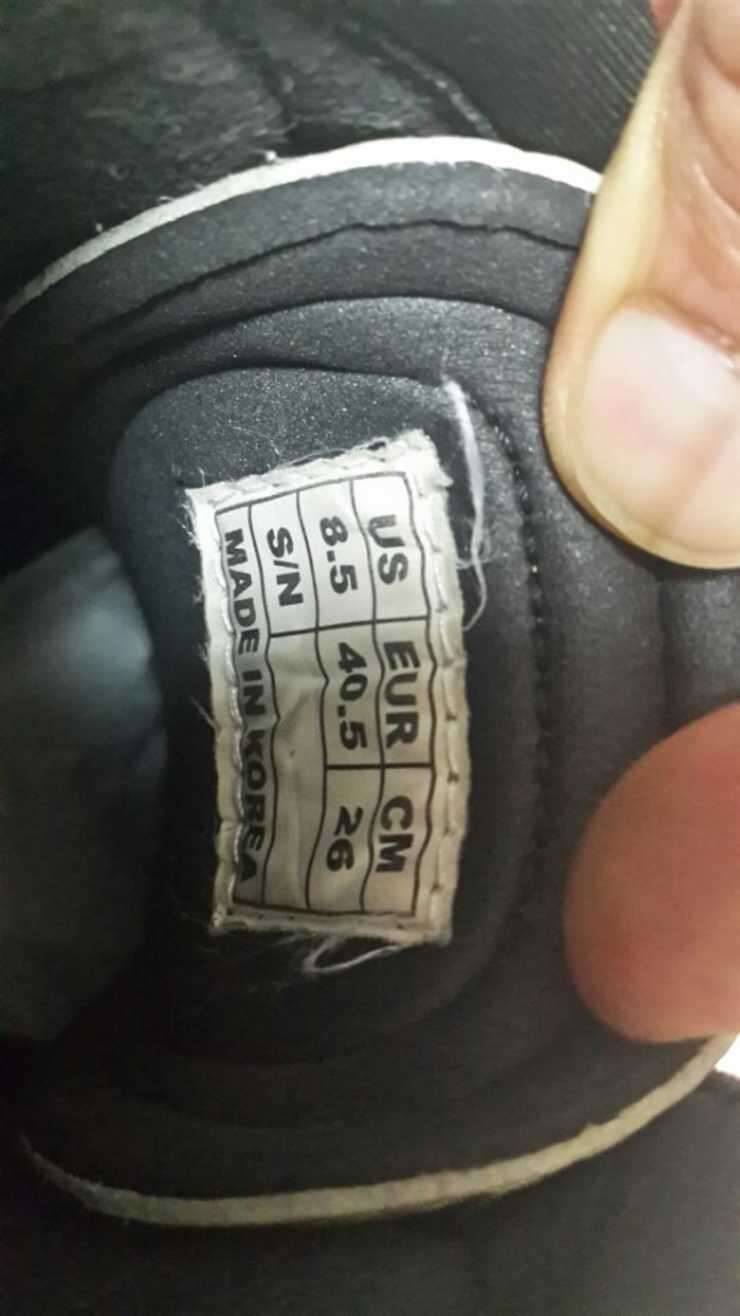 US EUR CM
8.5 40.5 26
S/N
MADE IN KOREA